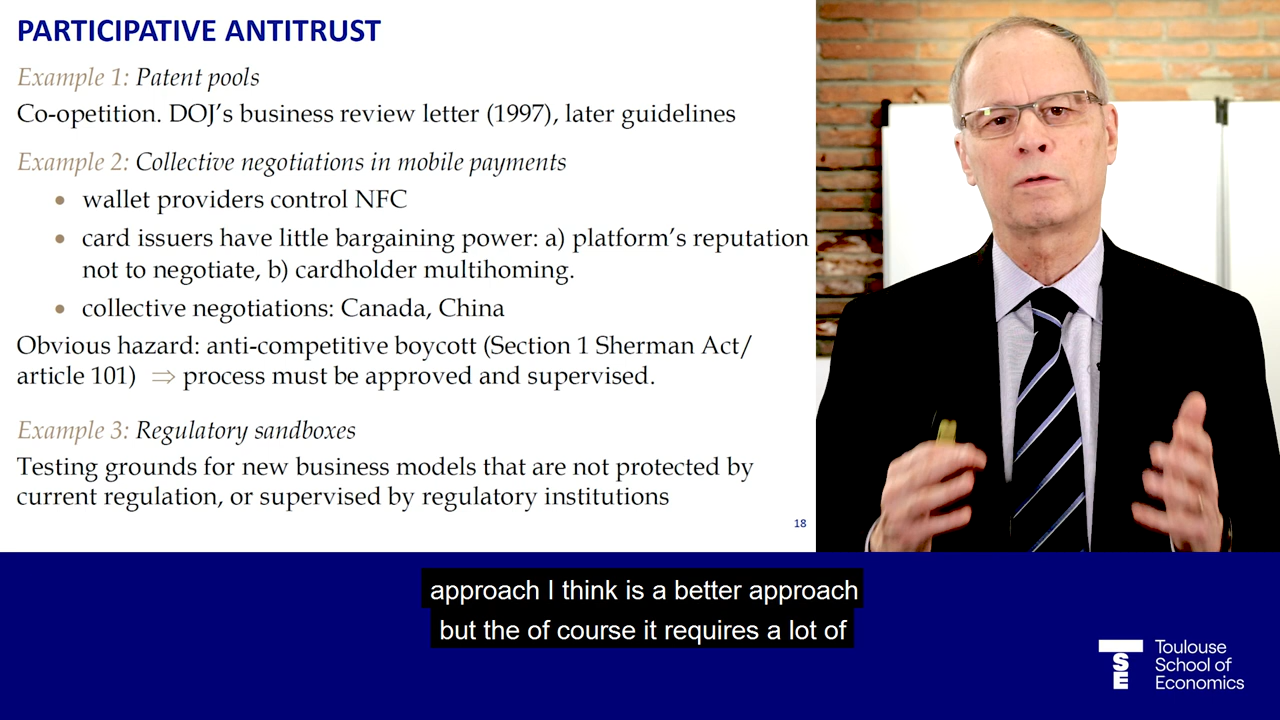 PARTICIPATIVE ANTITRUST
Example 1: Patent pools
Co-opetition. DOJ's business review letter (1997), later guidelines
Example 2: Collective negotiations in mobile payments
• wallet providers control NFC
• card issuers have little bargaining power: a) platform's reputation
not to negotiate, b) cardholder multihoming.
• collective negotiations: Canada, China
Obvious hazard: anti-competitive boycott (Section 1 Sherman Act/
article 101) ⇒ process must be approved and supervised.
Example 3: Regulatory sandboxes
Testing grounds for new business models that are not protected by
current regulation, or supervised by regulatory institutions
18
approach I think is a better approach
but the of course it requires a lot of
TSE
Toulouse
School of
Economics